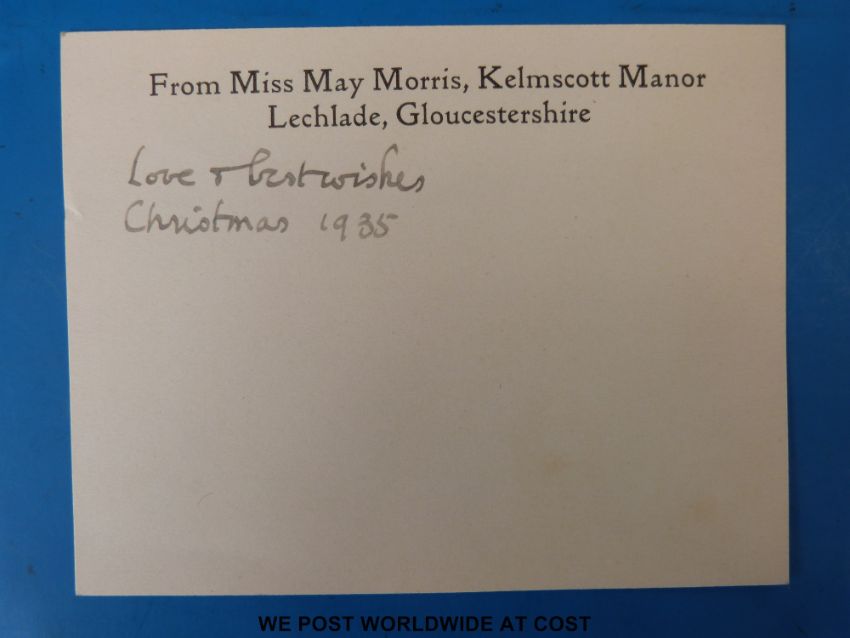 From Miss May Morris, Kelmscott Manor
Lechlade, Gloucestershire
Love & best wishes
Christmas 1935
WE POST WORLDWIDE AT COST